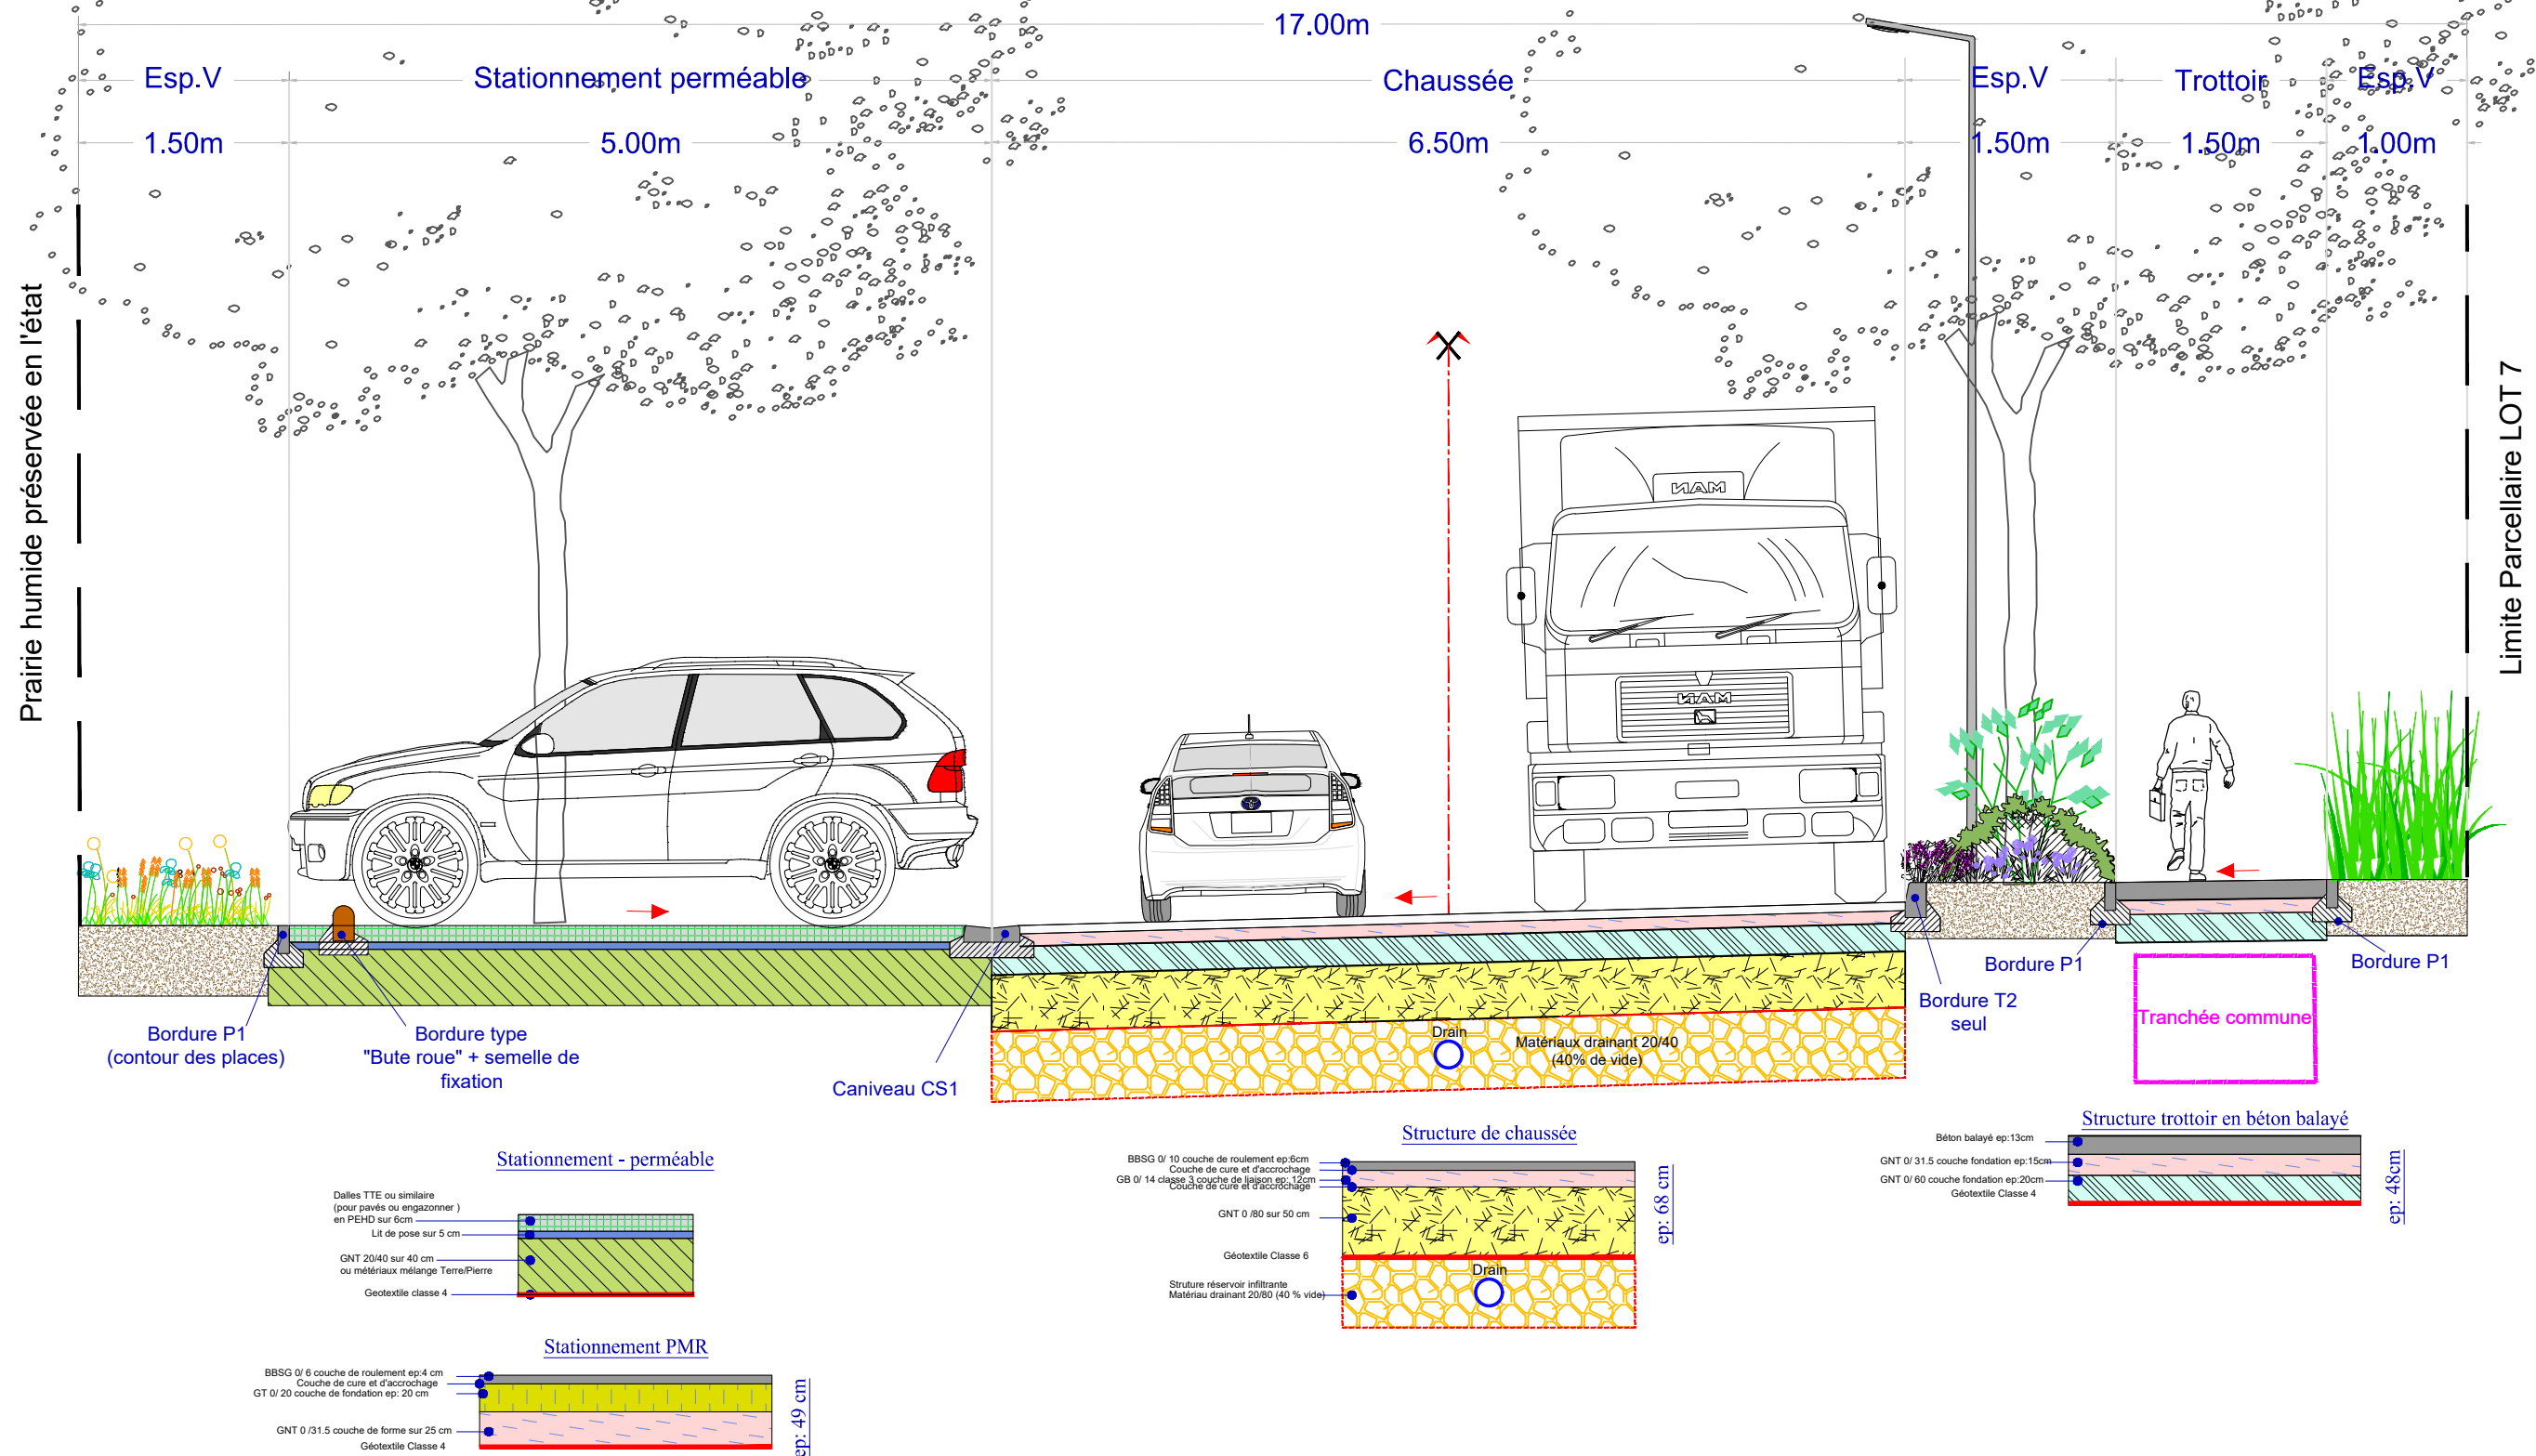 17.00m
Esp.V
Stationnement perméable
Chaussée
Esp.V
Trottoir
Esp.V
1.50m
5.00m
6.50m
1.50m
1.50m
1.00m
Prairie humide préservée en l'état
Limite Parcellaire LOT 7
MAN
MAN
Bordure P1
(contour des places)
Bordure type
"Bute roue" + semelle de
fixation
Caniveau CS1
Drain
Matériaux drainant 20/40
(40% de vide)
Bordure T2
seul
Bordure P1
Bordure P1
Tranchée commune
Stationnement - perméable
Dalles TTE ou similaire
(pour pavés ou engazonner )
en PEHD sur 6cm
Lit de pose sur 5 cm
GNT 20/40 sur 40 cm
ou métériaux mélange Terre/Pierre
Geotextile classe 4
Stationnement PMR
BBSG 0/ 6 couche de roulement ep:4 cm
Couche de cure et d'accrochage
GT 0/ 20 couche de fondation ep: 20 cm
GNT 0 /31.5 couche de forme sur 25 cm
Géotextile Classe 4
ep: 49 cm
Structure de chaussée
BBSG 0/ 10 couche de roulement ep:6cm
Couche de cure et d'accrochage
GB 0/ 14 classe 3 couche de liaison ep: 12cm
Couche de cure et d'accrochage
GNT 0 /80 sur 50 cm
Géotextile Classe 6
Struture réservoir infiltrante
Matériau drainant 20/80 (40 % vide)
Drain
ep: 68 cm
Structure trottoir en béton balayé
Béton balayé ep:13cm
GNT 0/ 31.5 couche fondation ep:15cm
GNT 0/ 60 couche fondation ep:20cm
Géotextile Classe 4
ep: 48cm